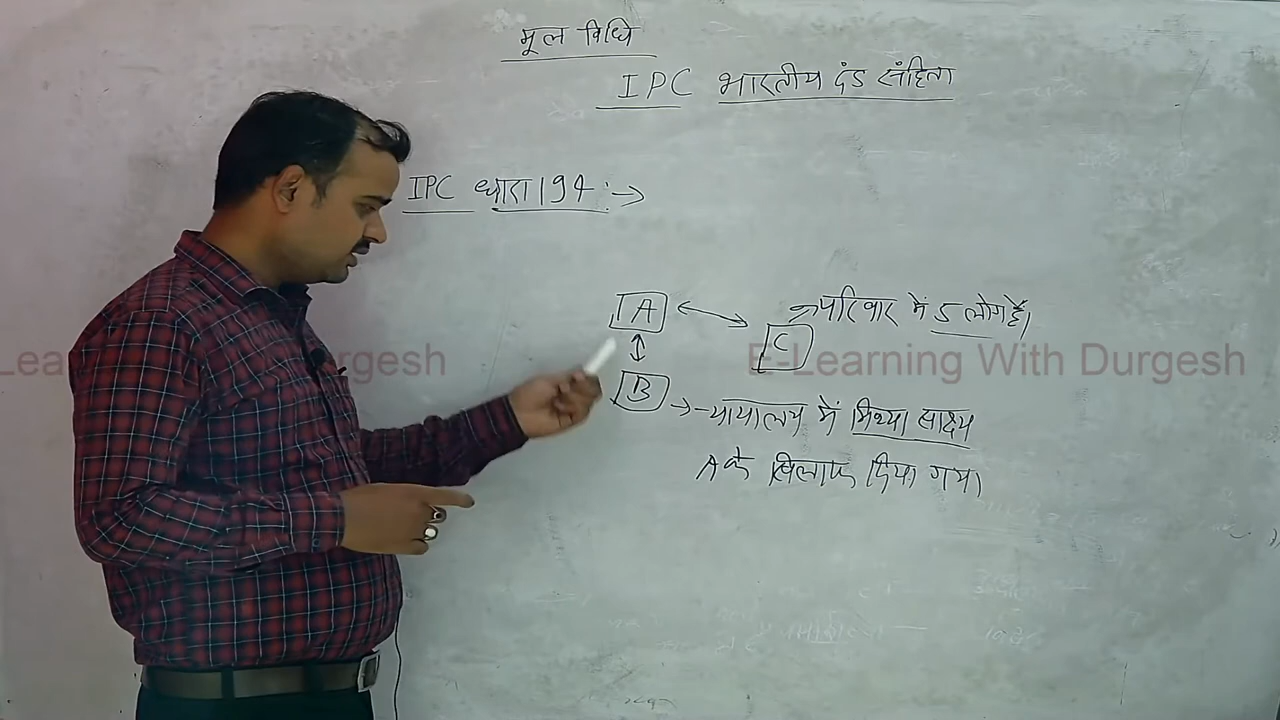 मूल विधि
IPC भारतीय दंड संहिता
IPC धारा 194 :→
A ↔ C → परिवार में 5 लोग हैं।
B → न्यायालय में मिथ्या साक्ष्य
A के खिलाफ दिया गया।
E Learning With Durgesh